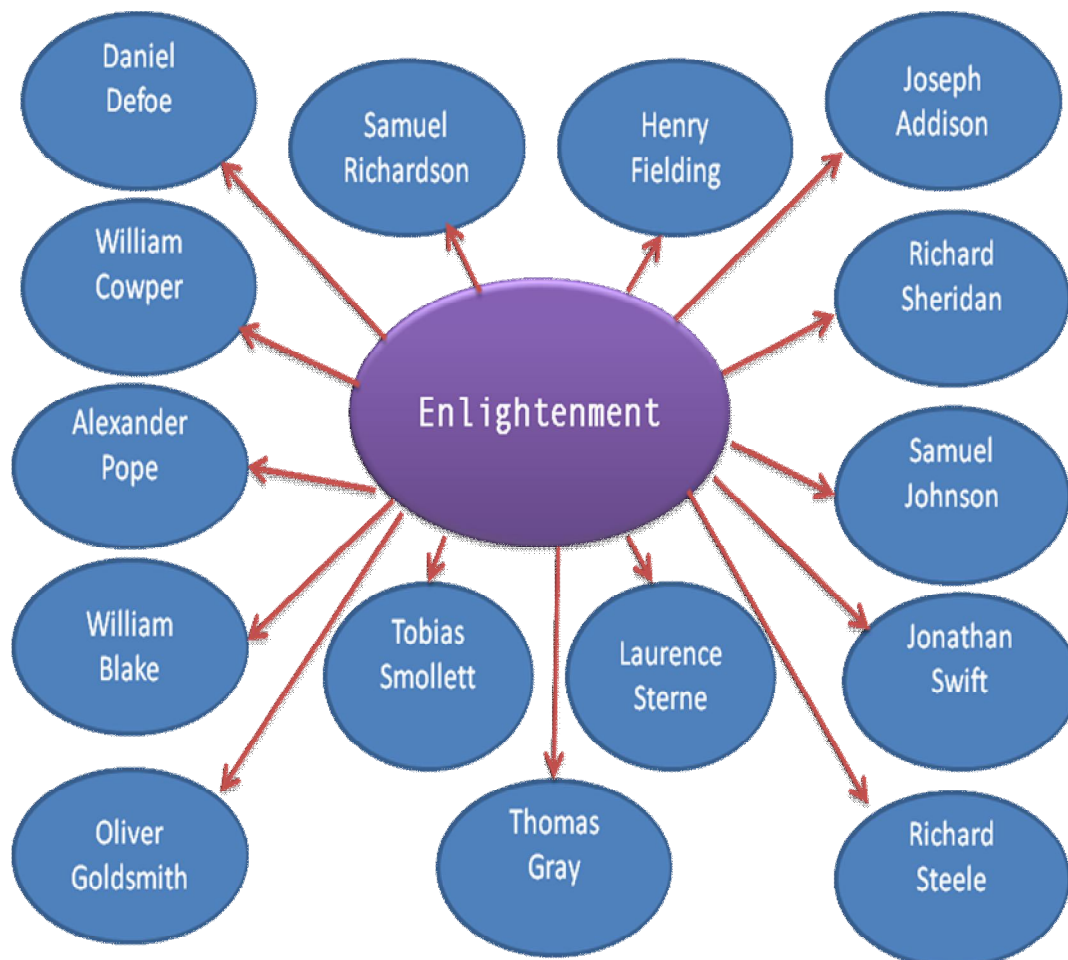 Daniel
Defoe
Samuel
Richardson
Henry
Fielding
Joseph
Addison
William
Cowper
Richard
Sheridan
Enlightenment
Alexander
Pope
Samuel
Johnson
William
Blake
Tobias
Smollett
Laurence
Sterne
Jonathan
Swift
Oliver
Goldsmith
Thomas
Gray
Richard
Steele